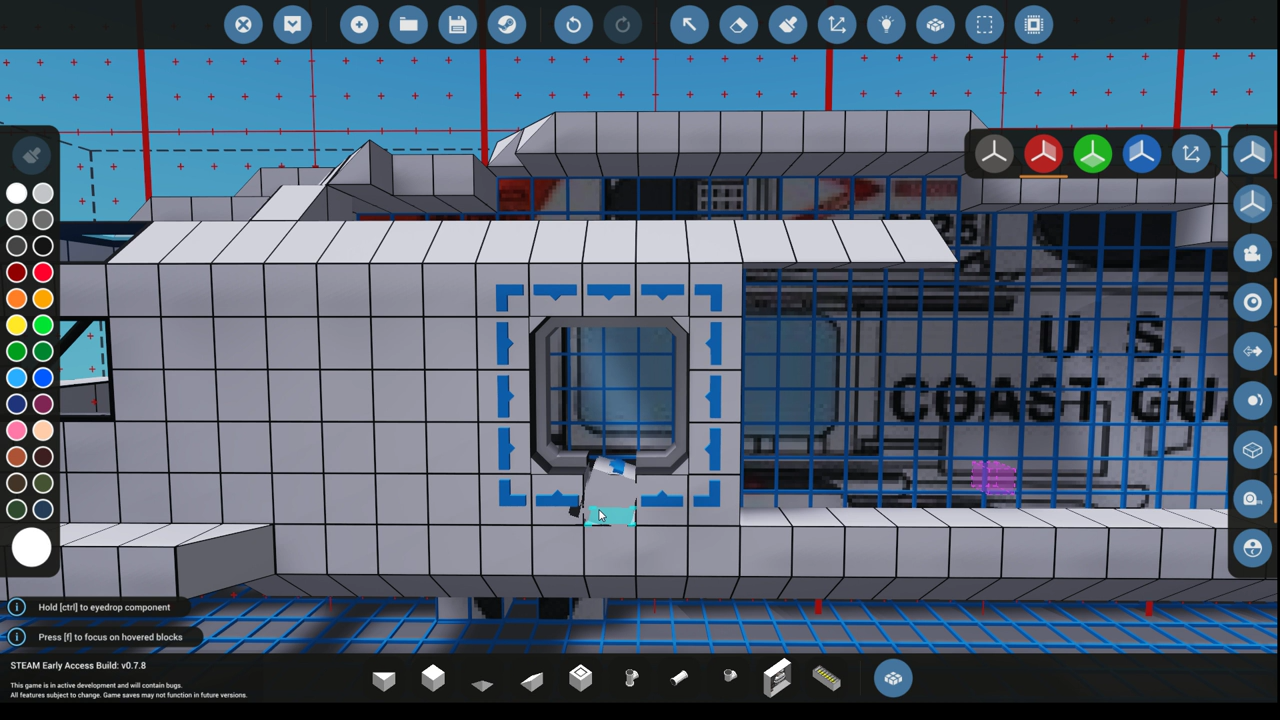 U. S.
COAST GU
Hold [ctrl] to eyedrop component
Press [f] to focus on hovered blocks
STEAM Early Access Build: v0.7.8
This game is in active development and will contain bugs.
All features subject to change. Game saves may not function in future versions.